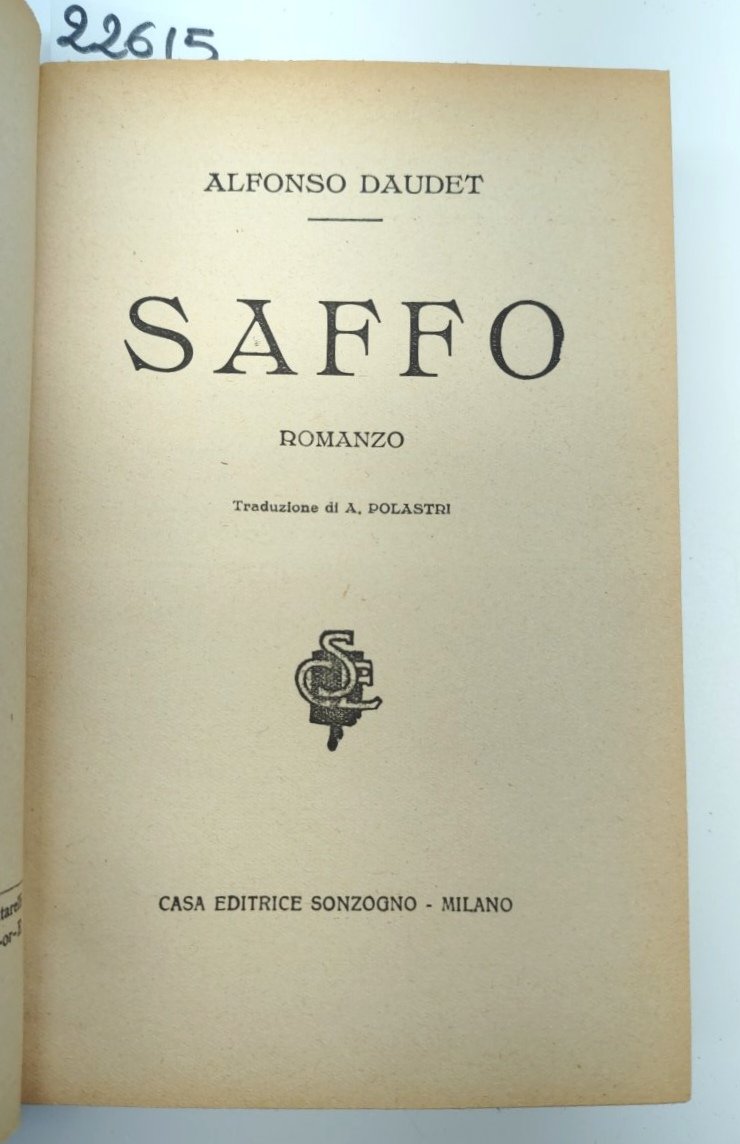 22615
ALFONSO DAUDET
SAFFO
ROMANZO
Traduzione di A. POLASTRI
CASA EDITRICE SONZOGNO - MILANO